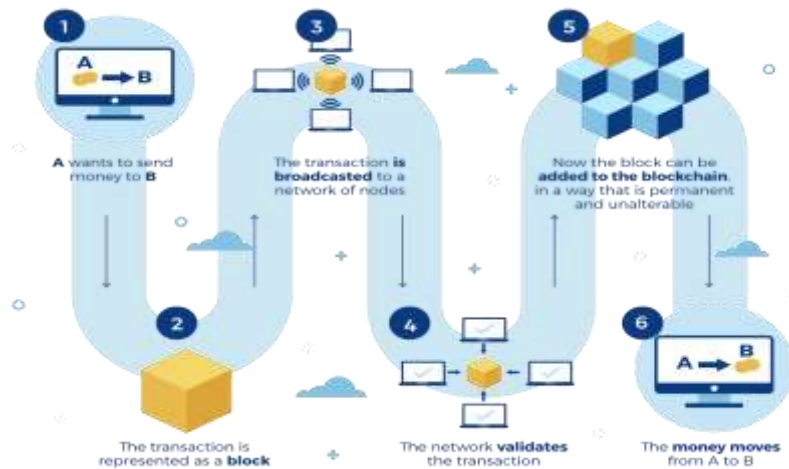 1
A
B
A wants to send
money to B
2
The transaction is
represented as a block
3
The transaction is
broadcasted to a
network of nodes
4
The network validates
the transaction
5
Now the block can be
added to the blockchain,
in a way that is permanent
and unalterable
6
A
B
The money moves
from A to B